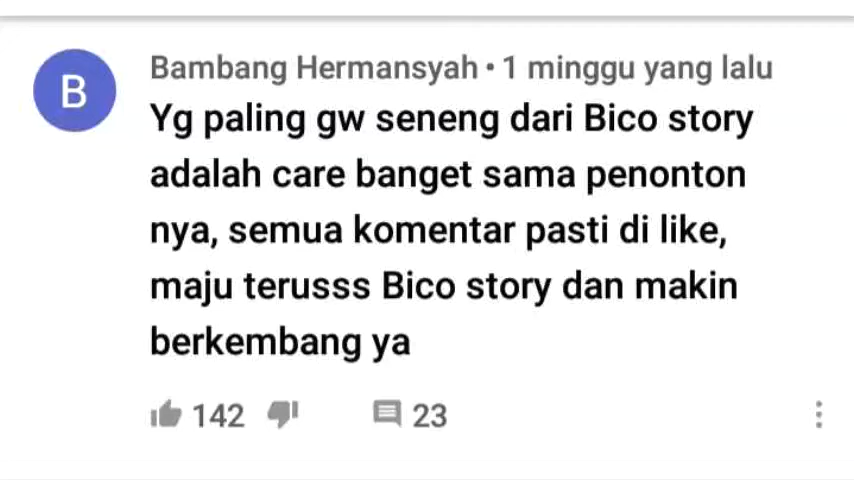 B
Bambang Hermansyah • 1 minggu yang lalu
Yg paling gw seneng dari Bico story
adalah care banget sama penonton
nya, semua komentar pasti di like,
maju terusss Bico story dan makin
berkembang ya
142 23